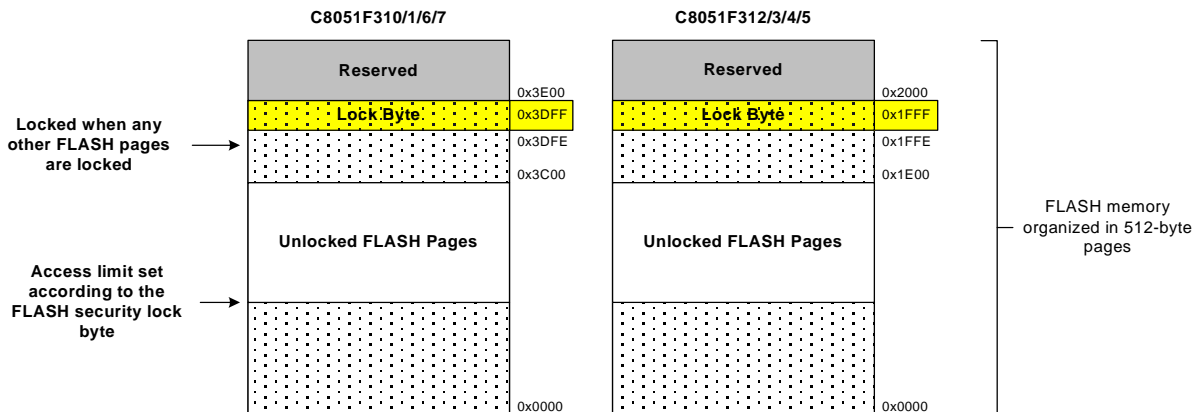 C8051F310/1/6/7
C8051F312/3/4/5
Reserved
0x3E00
Lock Byte
0x3DFF
0x3DFE
0x3C00
Unlocked FLASH Pages
0x0000
Reserved
0x2000
Lock Byte
0x1FFF
0x1FFE
0x1E00
Unlocked FLASH Pages
0x0000
Locked when any
other FLASH pages
are locked
Access limit set
according to the
FLASH security lock
byte
FLASH memory
organized in 512-byte
pages